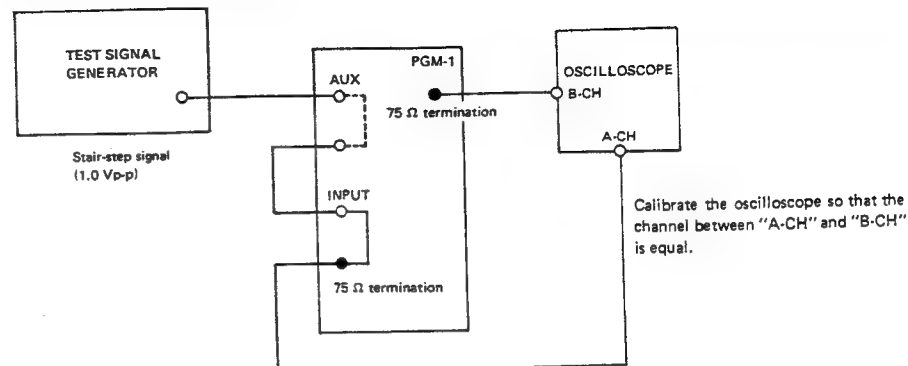 TEST SIGNAL
GENERATOR
Stair-step signal
(1.0 Vp-p)
PGM-1
AUX
75 Ω termination
INPUT
75 Ω termination
OSCILLOSCOPE
B-CH
A-CH
Calibrate the oscilloscope so that the
channel between "A-CH" and "B-CH"
is equal.